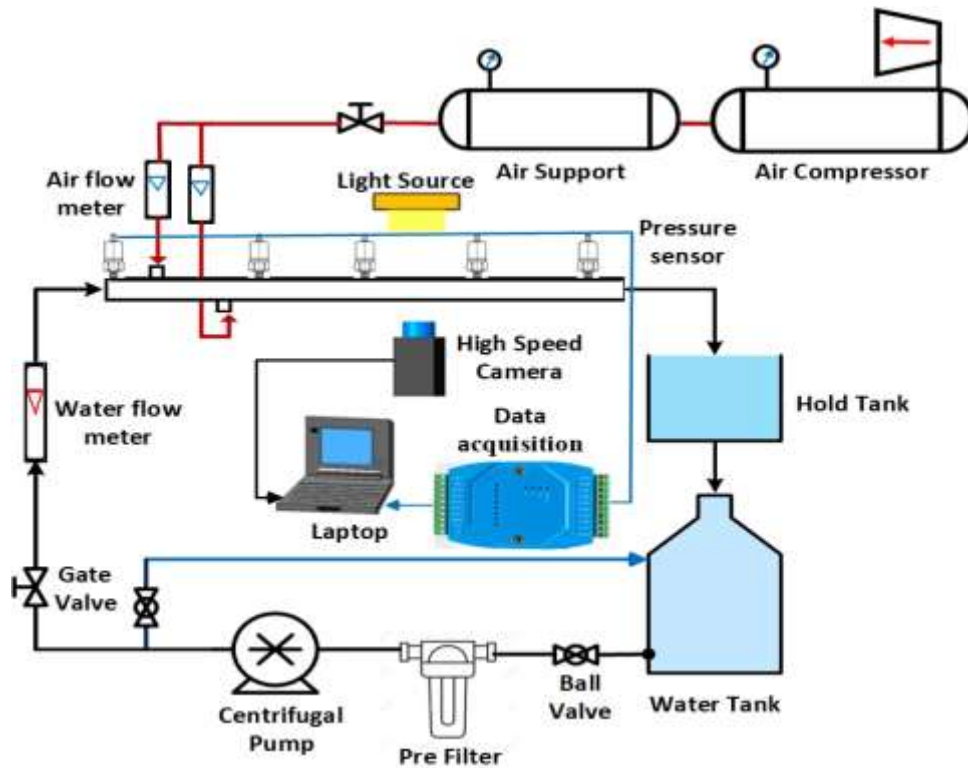 Air Support
Air Compressor
Air flow
meter
Light Source
Pressure
sensor
High Speed
Camera
Water flow
meter
Hold Tank
Data
acquisition
Laptop
Gate
Valve
Ball
Valve
Water Tank
Centrifugal
Pump
Pre Filter